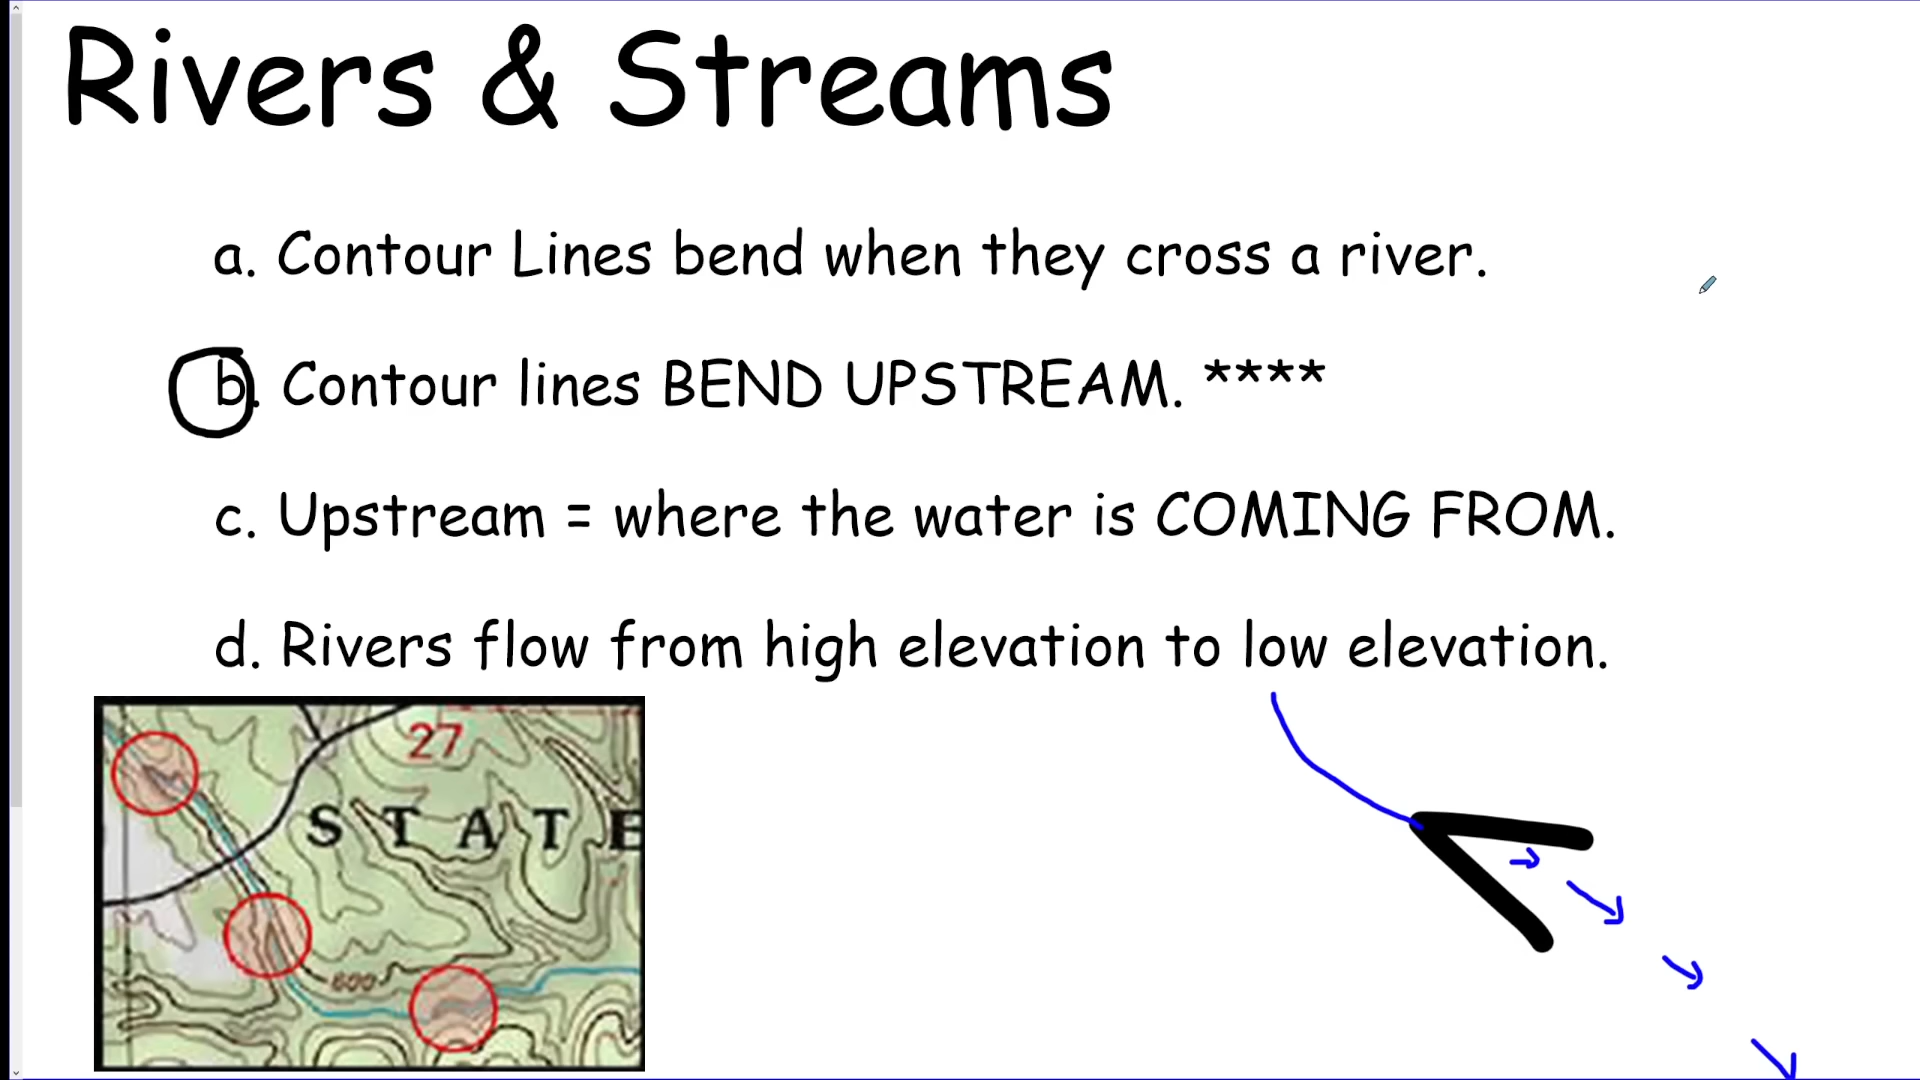 Rivers & Streams
a. Contour Lines bend when they cross a river.
b. Contour lines BEND UPSTREAM. ****
c. Upstream = where the water is COMING FROM.
d. Rivers flow from high elevation to low elevation.
27
S T A T E
600